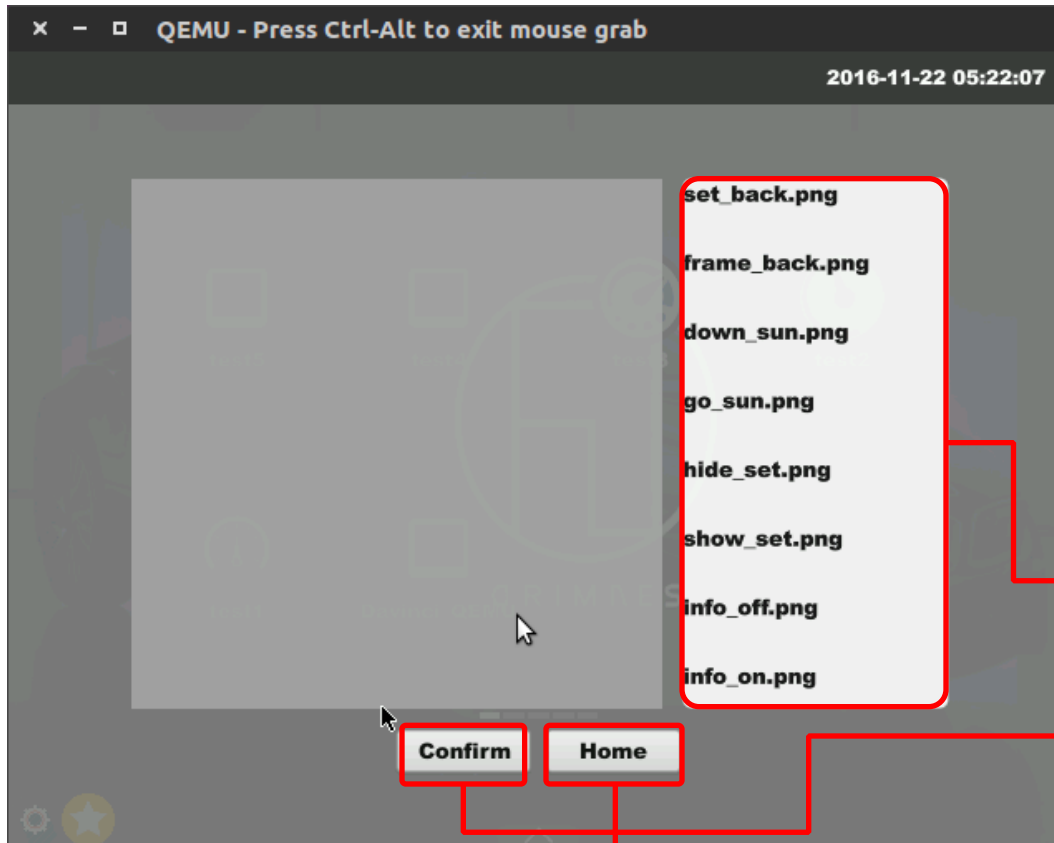 QEMU - Press Ctrl-Alt to exit mouse grab
2016-11-22 05:22:07
set_back.png
frame_back.png
down_sun.png
go_sun.png
hide_set.png
show_set.png
info_off.png
info_on.png
Confirm
Home